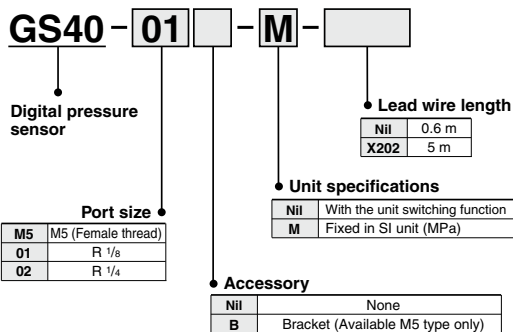 GS40 - 01 - M -
Digital pressure
sensor
Lead wire length
Nil 0.6 m
X202 5 m
Unit specifications
Nil With the unit switching function
M Fixed in SI unit (MPa)
Port size
M5 M5 (Female thread)
01 R 1/8
02 R 1/4
Accessory
Nil None
B Bracket (Available M5 type only)